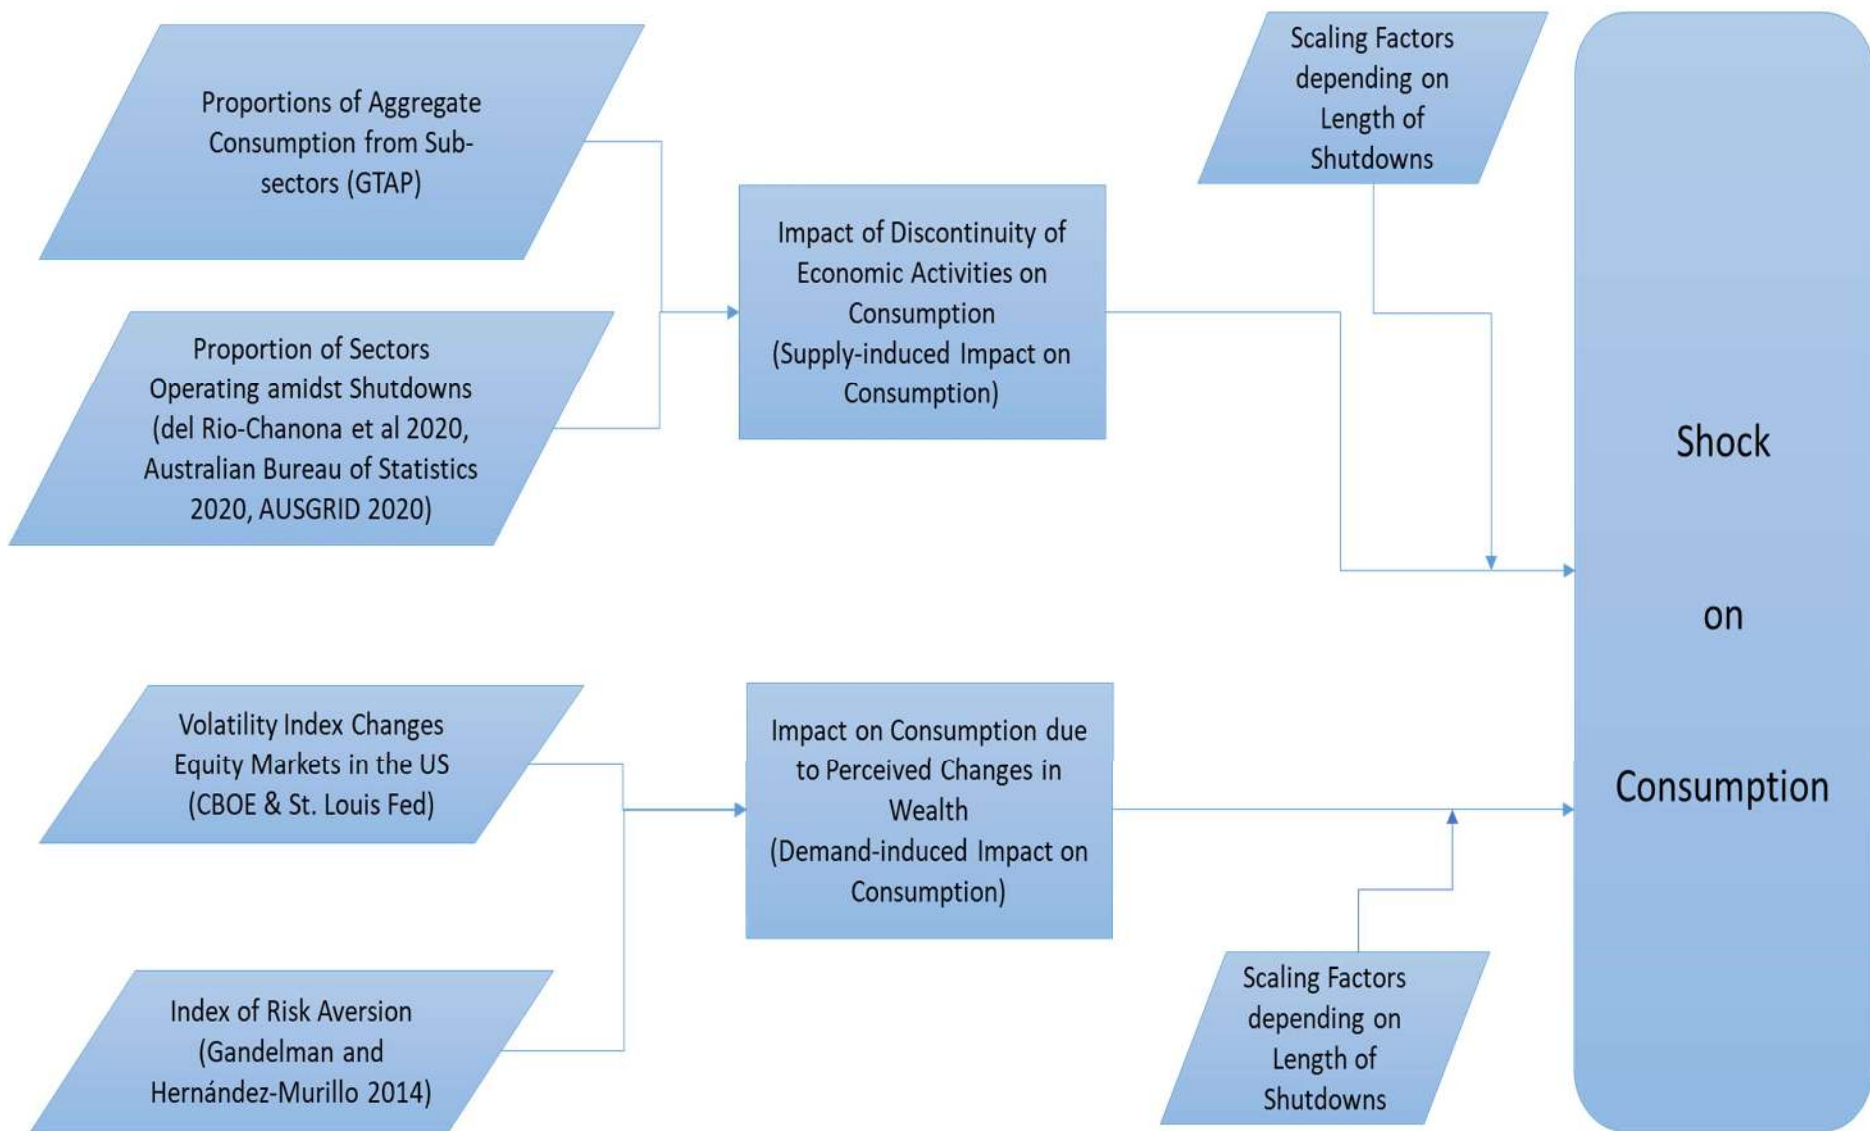 Proportions of Aggregate
Consumption from Sub-
sectors (GTAP)
Proportion of Sectors
Operating amidst Shutdowns
(del Rio-Chanona et al 2020,
Australian Bureau of Statistics
2020, AUSGRID 2020)
Impact of Discontinuity of
Economic Activities on
Consumption
(Supply-induced Impact on
Consumption)
Scaling Factors
depending on
Length of
Shutdowns
Volatility Index Changes
Equity Markets in the US
(CBOE & St. Louis Fed)
Index of Risk Aversion
(Gandelman and
Hernández-Murillo 2014)
Impact on Consumption due
to Perceived Changes in
Wealth
(Demand-induced Impact on
Consumption)
Scaling Factors
depending on
Length of
Shutdowns
Shock
on
Consumption